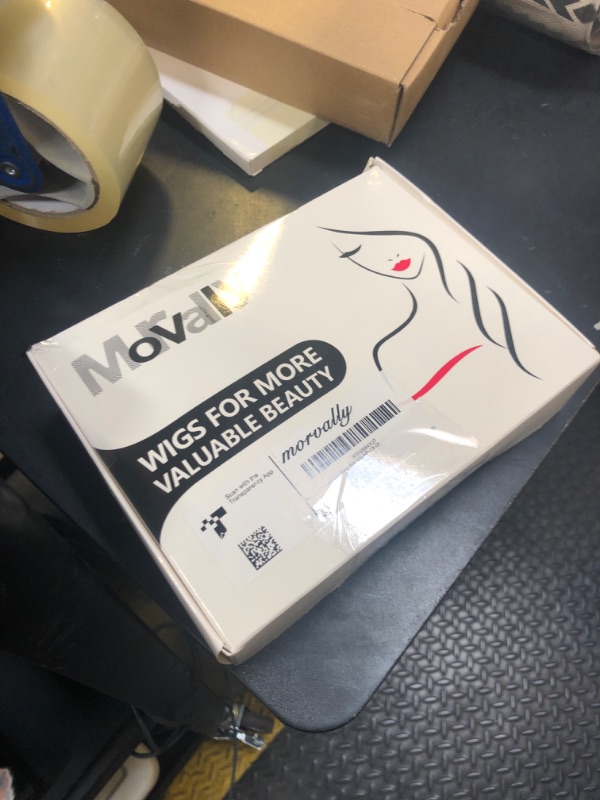 Morvally
WIGS FOR MORE
VALUABLE BEAUTY
morvally
Scan with the
Transparency App